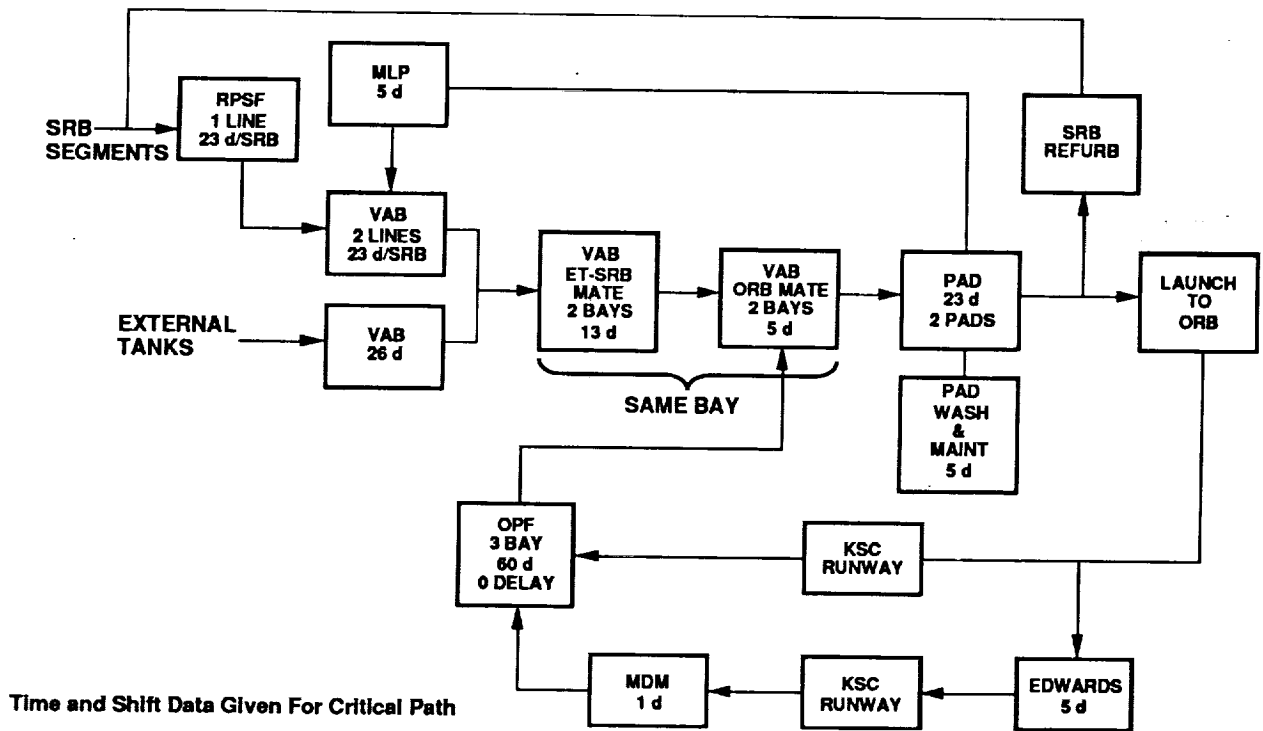 SRB
SEGMENTS
RPSF
1 LINE
23 d/SRB
MLP
5 d
VAB
2 LINES
23 d/SRB
EXTERNAL
TANKS
VAB
26 d
VAB
ET-SRB
MATE
2 BAYS
13 d
VAB
ORB MATE
2 BAYS
5 d
SAME BAY
PAD
23 d
2 PADS
PAD
WASH
&
MAINT
5 d
SRB
REFURB
LAUNCH
TO
ORB
OPF
3 BAY
60 d
0 DELAY
KSC
RUNWAY
MDM
1 d
KSC
RUNWAY
EDWARDS
5 d
Time and Shift Data Given For Critical Path